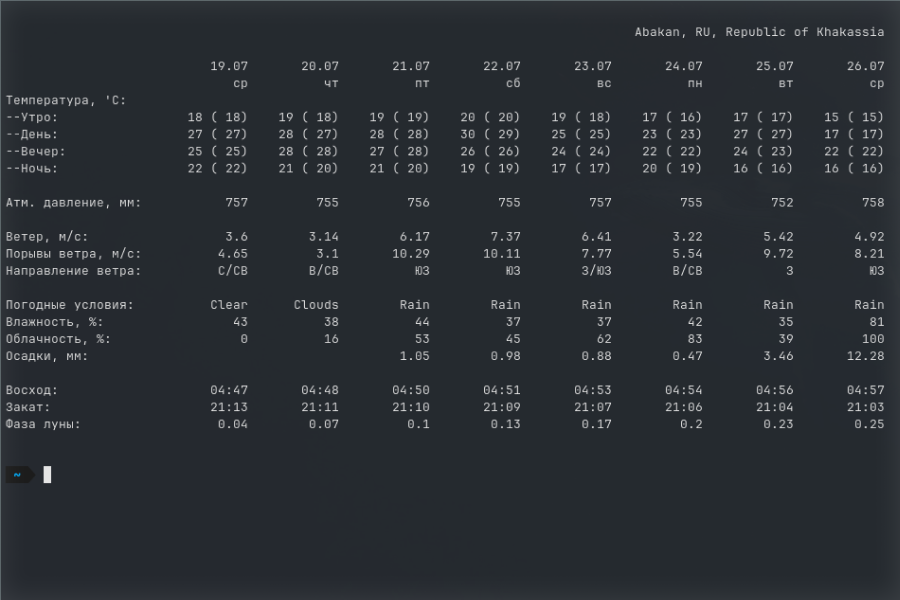 Abakan, RU, Republic of Khakassia
19.07 20.07 21.07 22.07 23.07 24.07 25.07 26.07
ср чт пт сб вс пн вт ср
Температура, 'C:
--Утро: 18 ( 18) 19 ( 18) 19 ( 19) 20 ( 20) 19 ( 18) 17 ( 16) 17 ( 17) 15 ( 15)
--День: 27 ( 27) 28 ( 27) 28 ( 28) 30 ( 29) 25 ( 25) 23 ( 23) 27 ( 27) 17 ( 17)
--Вечер: 25 ( 25) 28 ( 28) 27 ( 28) 26 ( 26) 24 ( 24) 22 ( 22) 24 ( 23) 22 ( 22)
--Ночь: 22 ( 22) 21 ( 20) 21 ( 20) 19 ( 19) 17 ( 17) 20 ( 19) 16 ( 16) 16 ( 16)
Атм. давление, мм: 757 755 756 755 757 755 752 758
Ветер, м/с: 3.6 3.14 6.17 7.37 6.41 3.22 5.42 4.92
Порывы ветра, м/с: 4.65 3.1 10.29 10.11 7.77 5.54 9.72 8.21
Направление ветра: С/СВ В/СВ ЮЗ ЮЗ З/ЮЗ В/СВ З ЮЗ
Погодные условия: Clear Clouds Rain Rain Rain Rain Rain Rain
Влажность, %: 43 38 44 37 37 42 35 81
Облачность, %: 0 16 53 45 62 83 39 100
Осадки, мм: 1.05 0.98 0.88 0.47 3.46 12.28
Восход: 04:47 04:48 04:50 04:51 04:53 04:54 04:56 04:57
Закат: 21:13 21:11 21:10 21:09 21:07 21:06 21:04 21:03
Фаза луны: 0.04 0.07 0.1 0.13 0.17 0.2 0.23 0.25
~